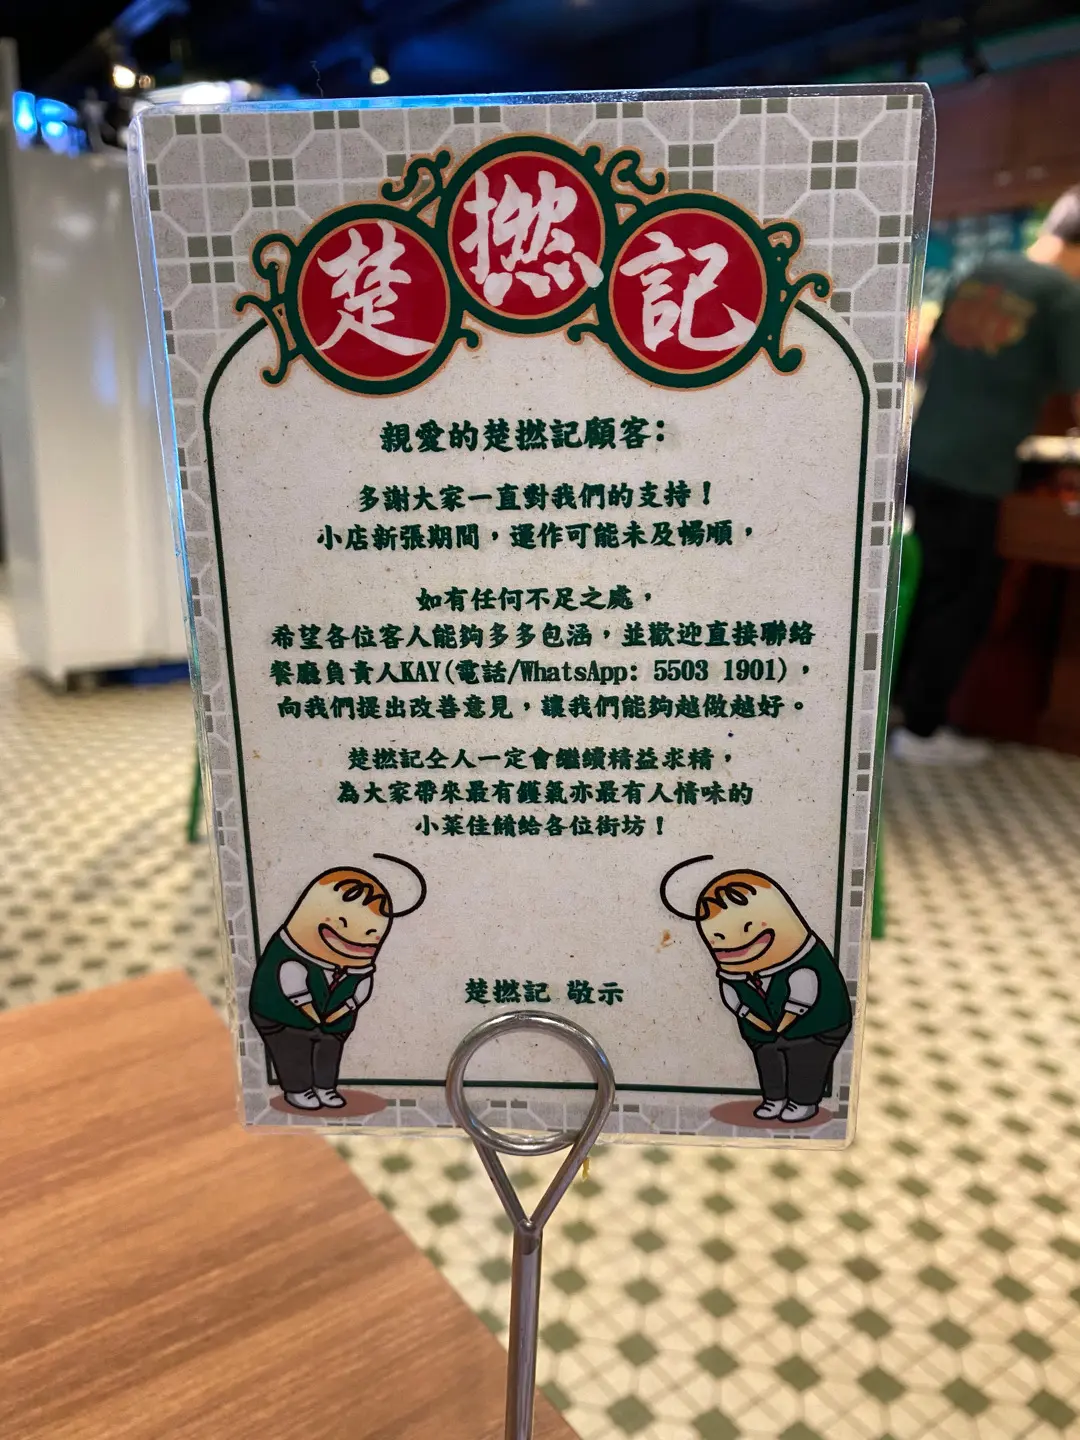 楚撚記
親愛的楚撚記顧客：
多謝大家一直對我們的支持！
小店新張期間，運作可能未及暢順，
如有任何不足之處，
希望各位客人能夠多多包涵，並歡迎直接聯絡
餐廳負責人KAY(電話/WhatsApp: 5503 1901)，
向我們提出改善意見，讓我們能夠越做越好。
楚撚記仝人一定會繼續精益求精，
為大家帶來最有鑊氣亦最有人情味的
小菜佳餚給各位街坊！
楚撚記 敬示